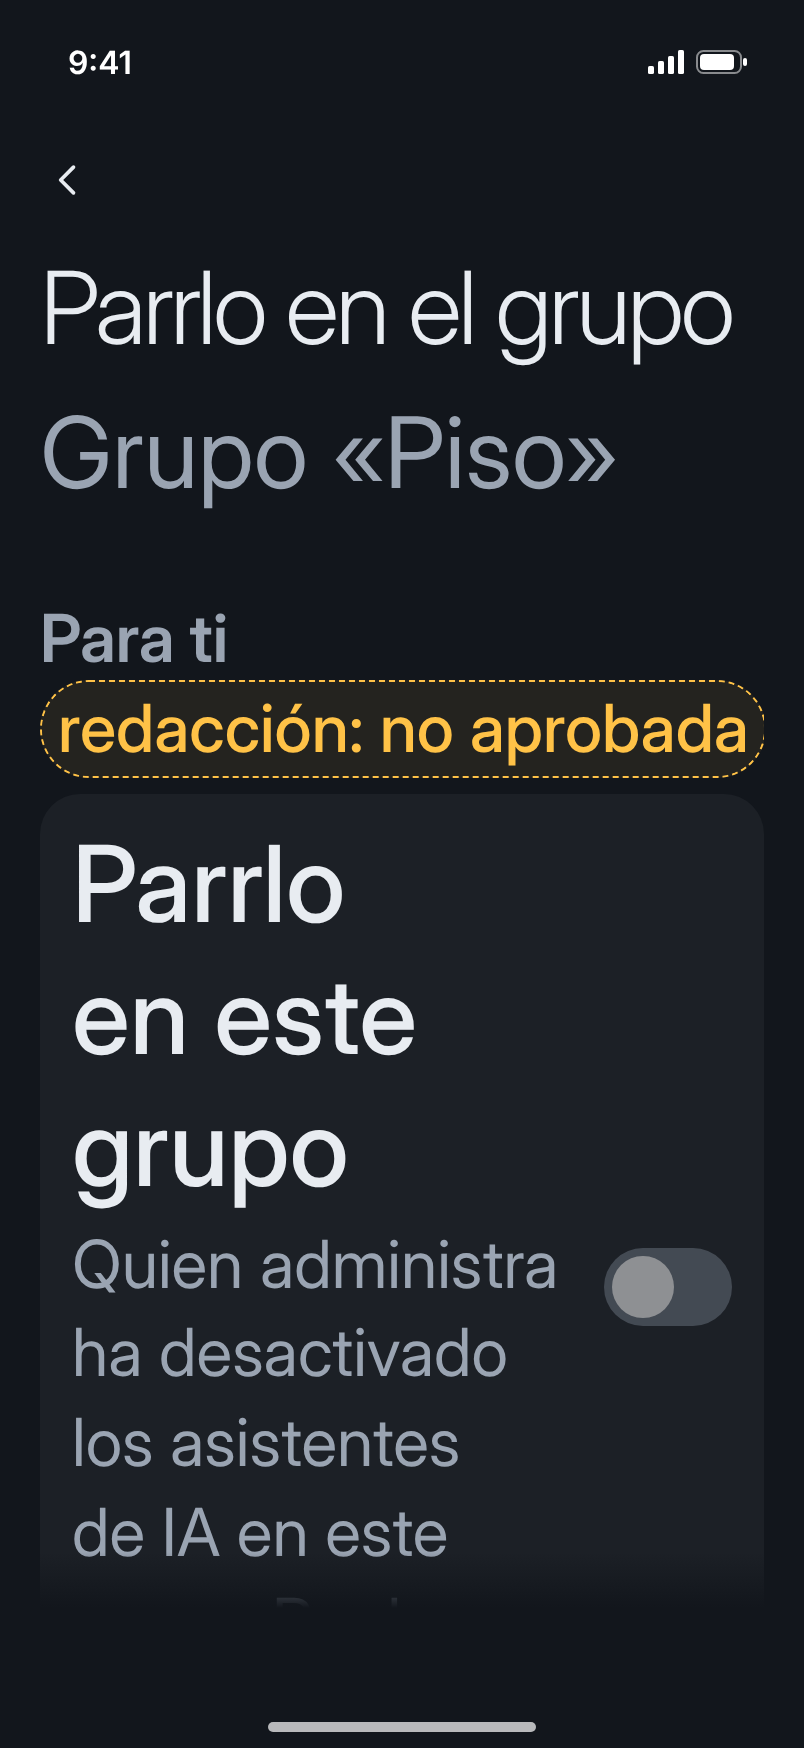 9:41
Parrlo en el grupo
Grupo «Piso»
Para ti
redacción: no aprobada
Parrlo
en este
grupo
Quien administra
ha desactivado
los asistentes
de IA en este